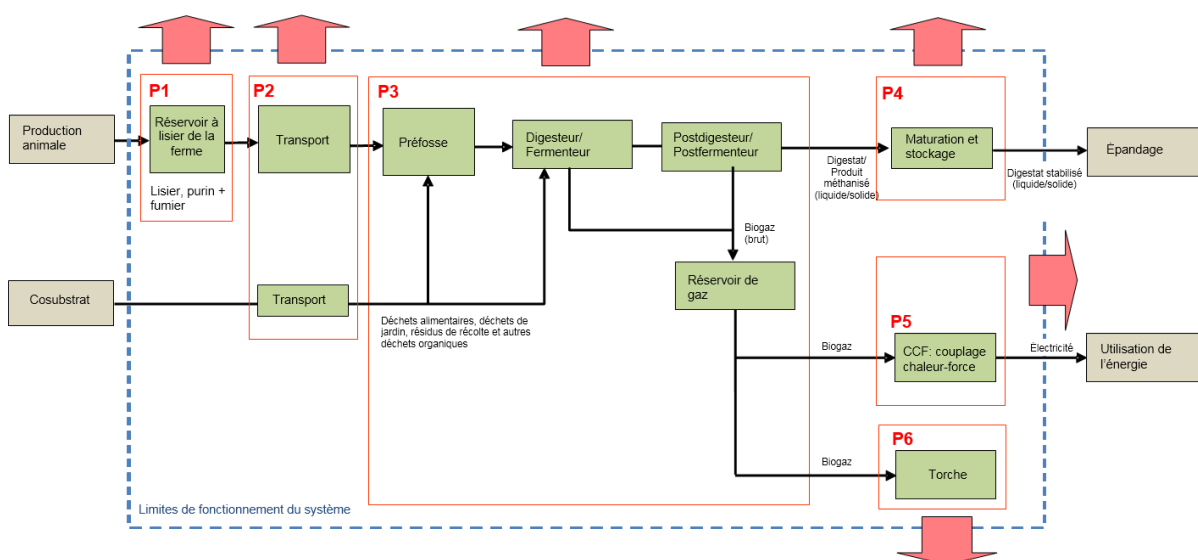 P1
P2
P3
P4
Production
animale
Réservoir à
lisier de la
ferme
Transport
Préfosse
Digesteur/
Fermenteur
Postdigesteur/
Postfermenteur
Maturation et
stockage
Épandage
Lisier, purin +
fumier
Digestat/
Produit
méthanisé
(liquide/solide)
Digestat stabilisé
(liquide/solide)
Biogaz
(brut)
Cosubstrat
Transport
Réservoir de
gaz
Déchets alimentaires, déchets de
jardin, résidus de récolte et autres
déchets organiques
P5
Biogaz
CCF: couplage
chaleur-force
Électricité
Utilisation de
l'énergie
P6
Biogaz
Torche
Limites de fonctionnement du système